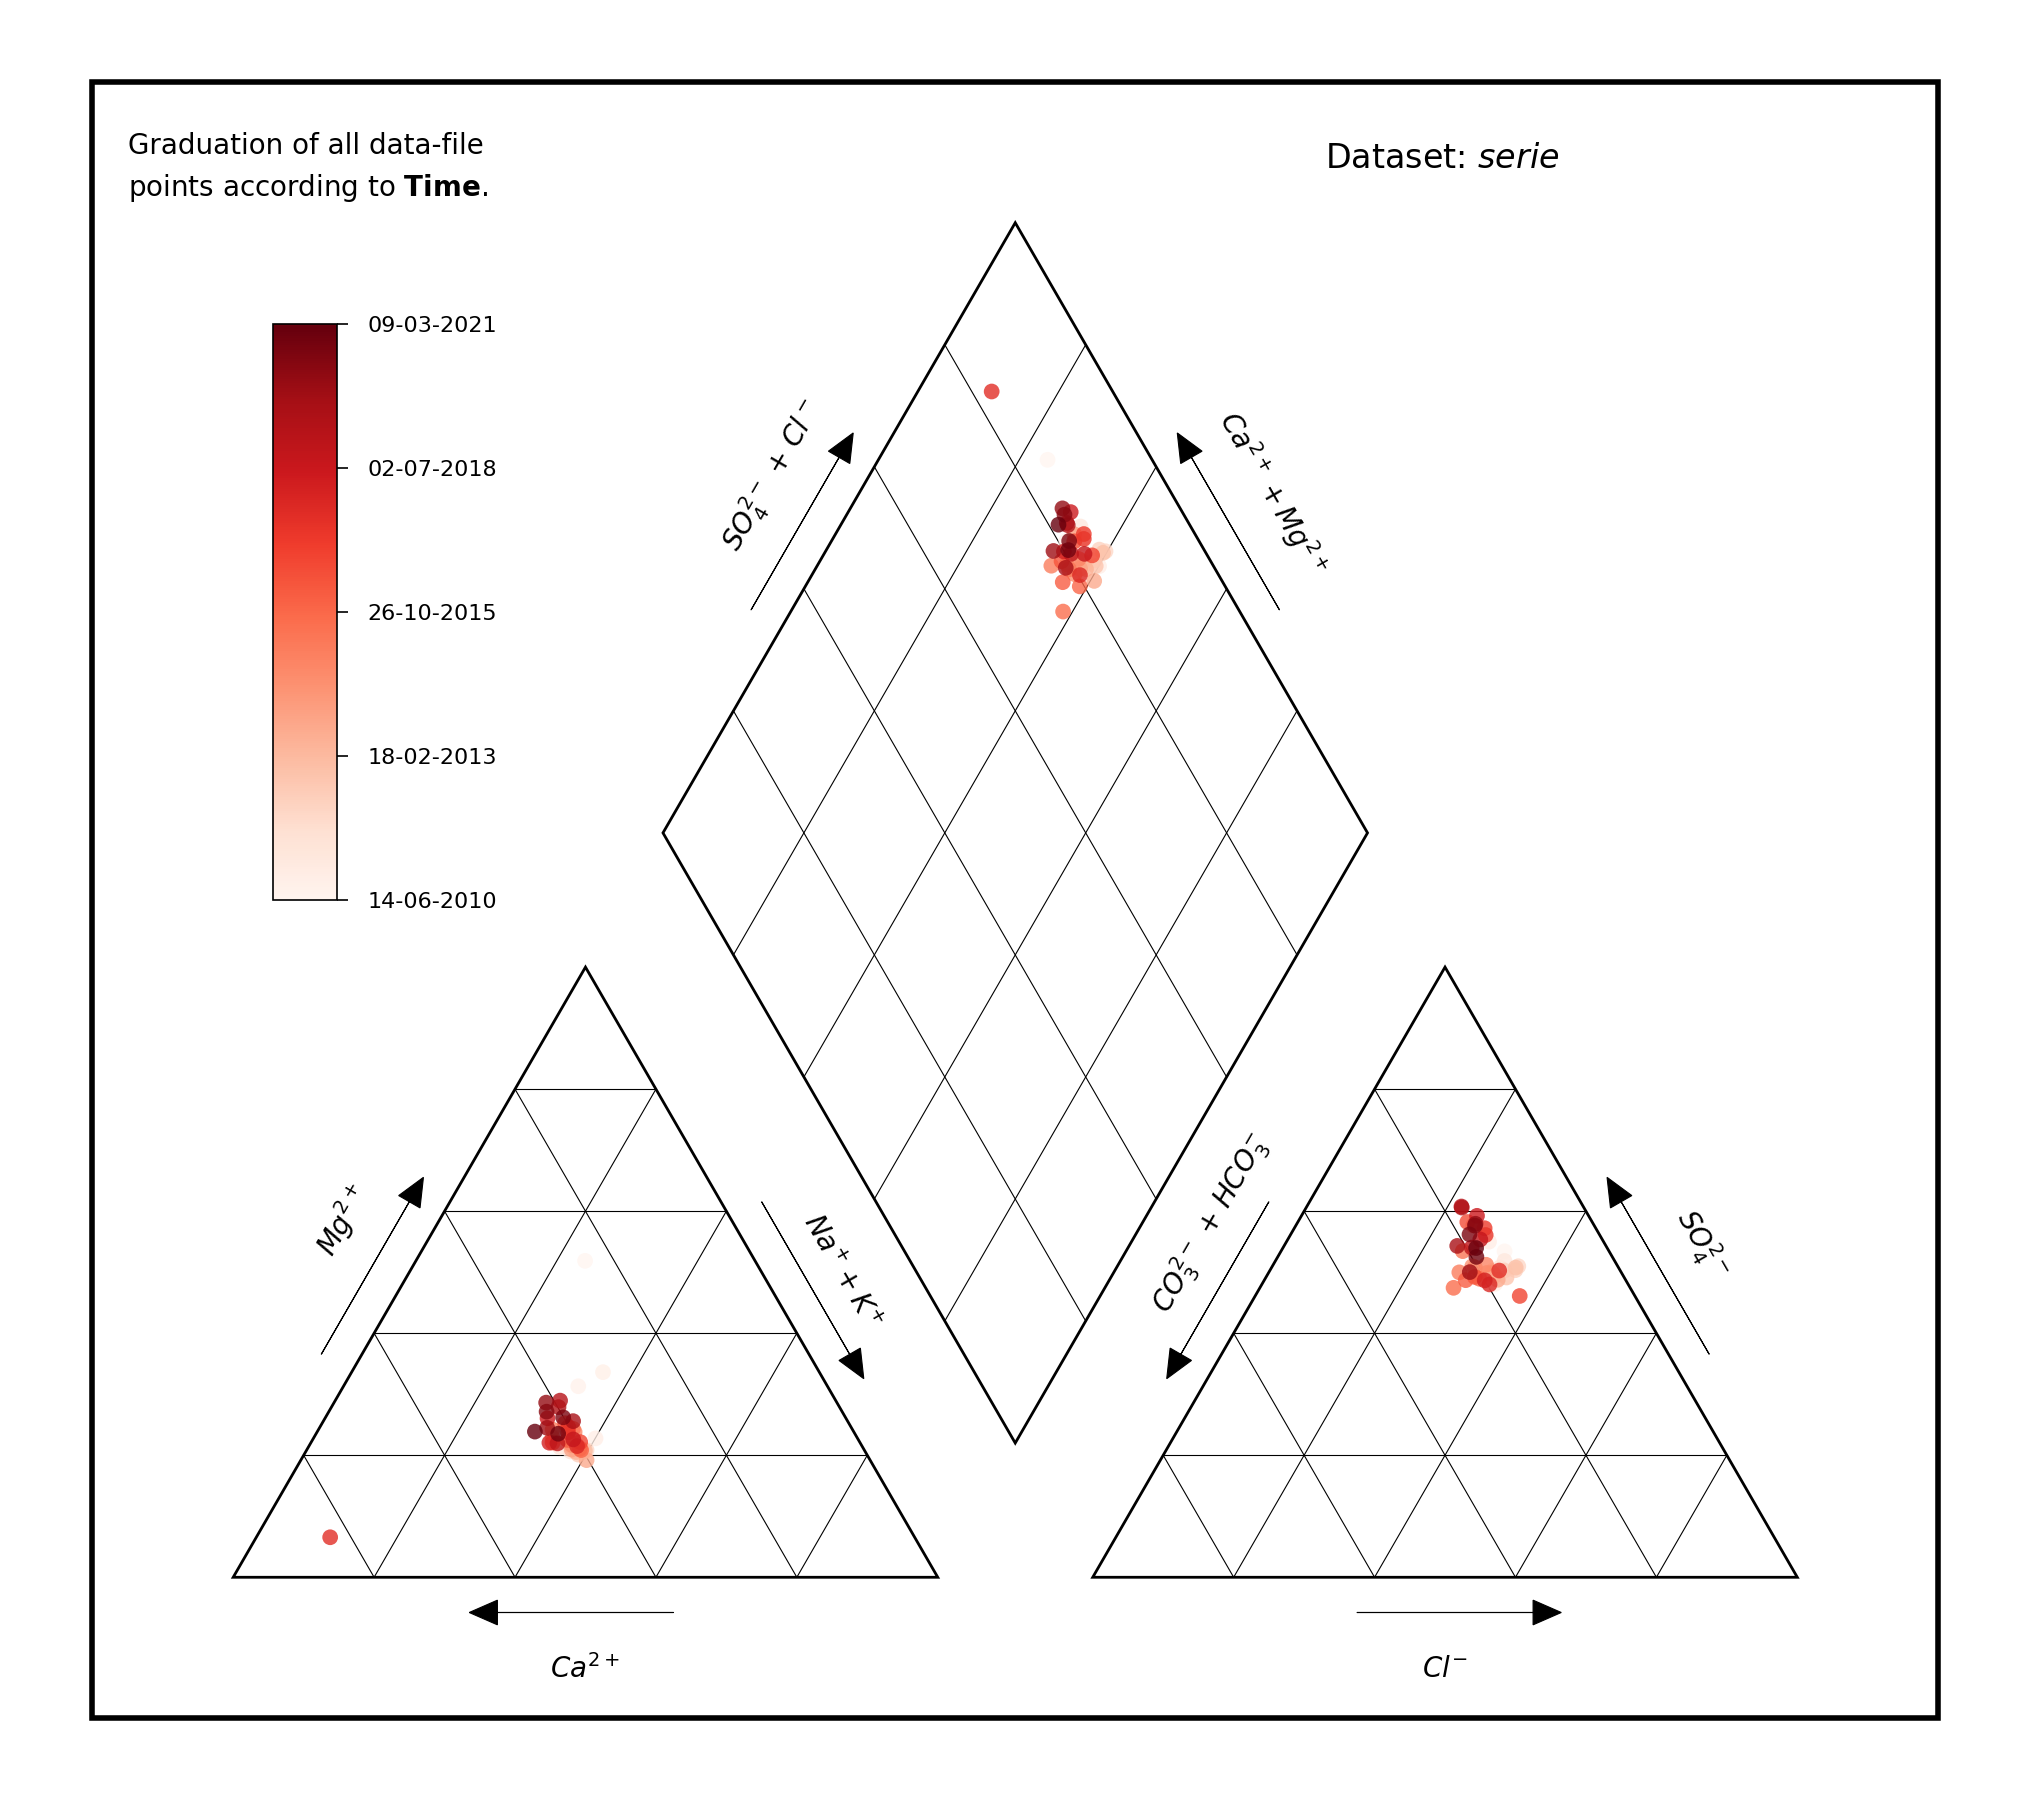 Graduation of all data-file
points according to Time.
Dataset: serie
09-03-2021
02-07-2018
26-10-2015
18-02-2013
14-06-2010
SO₄²⁻ + Cl⁻
Ca²⁺ + Mg²⁺
Mg²⁺
Na⁺ + K⁺
CO₃²⁻ + HCO₃⁻
SO₄²⁻
Ca²⁺
Cl⁻